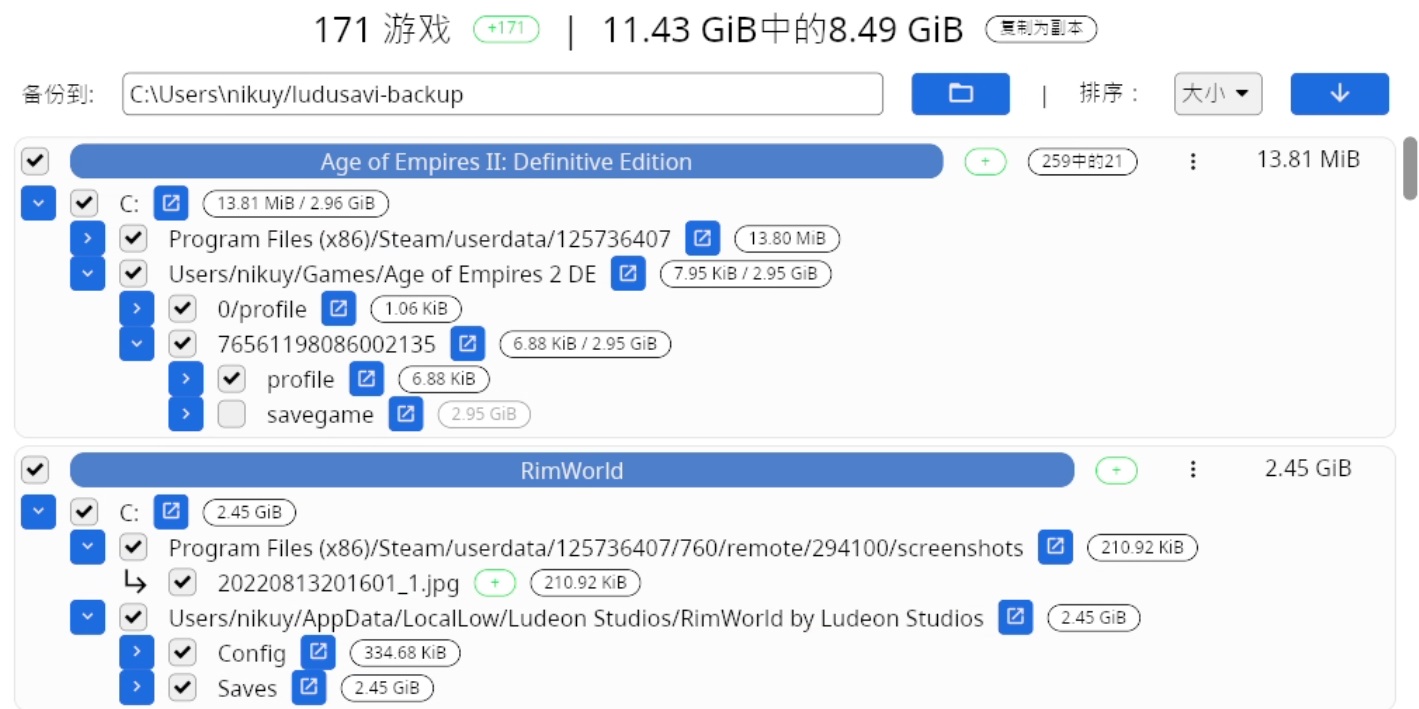 171 游戏 +171 | 11.43 GiB中的8.49 GiB 复制为副本
备份到: C:\Users\nikuy/ludusavi-backup | 排序： 大小
Age of Empires II: Definitive Edition + 259中的21 13.81 MiB
C: 13.81 MiB / 2.96 GiB
Program Files (x86)/Steam/userdata/125736407 13.80 MiB
Users/nikuy/Games/Age of Empires 2 DE 7.95 KiB / 2.95 GiB
0/profile 1.06 KiB
76561198086002135 6.88 KiB / 2.95 GiB
profile 6.88 KiB
savegame 2.95 GiB
RimWorld + 2.45 GiB
C: 2.45 GiB
Program Files (x86)/Steam/userdata/125736407/760/remote/294100/screenshots 210.92 KiB
20220813201601_1.jpg + 210.92 KiB
Users/nikuy/AppData/LocalLow/Ludeon Studios/RimWorld by Ludeon Studios 2.45 GiB
Config 334.68 KiB
Saves 2.45 GiB